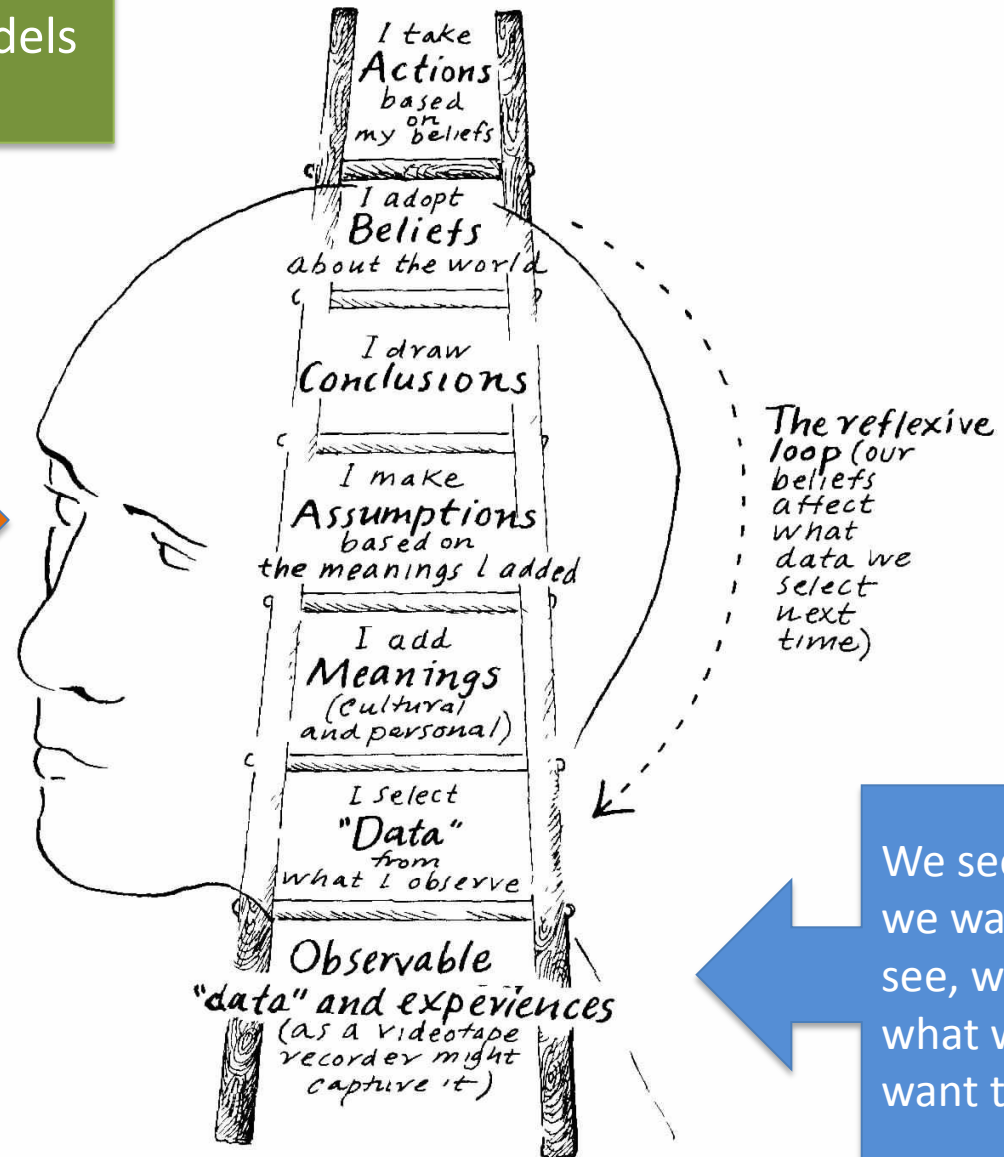 dels
I take
Actions
based
on
my beliefs
I adopt
Beliefs
about the world
I draw
Conclusions
I make
Assumptions
based on
the meanings I added
I add
Meanings
(cultural
and personal)
I select
"Data"
from
what I observe
Observable
"data" and experiences
(as a videotape
recorder might
capture it)
The reflexive
loop (our
beliefs
affect
what
data we
select
next
time)
We see
we wa
see, w
what w
want t